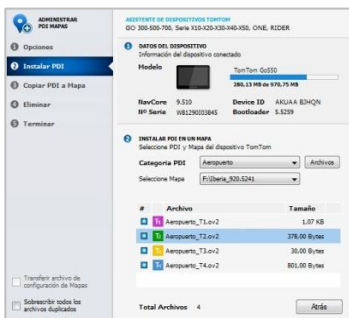 ADMINISTRAR
PDI MAPAS
1 Opciones
2 Instalar PDI
3 Copiar PDI a Mapa
4 Eliminar
5 Terminar
Transferir archivo de
configuración de Mapas
Sobrescribir todos los
archivos duplicados
ASISTENTE DE DISPOSITIVOS TOMTOM
GO 300-500-700, Serie X10-X20-X30-X40-X50, ONE, RIDER
1 DATOS DEL DISPOSITIVO
Información del dispositivo conectado
Modelo
TomTom Go550
280,13 MB de 970,75 MB
NavCore 9.510 Device ID AKUAA BJHQN
Nº Serie WB1290I03845 Bootloader 5.5259
2 INSTALAR PDI EN UN MAPA
Seleccione PDI y Mapa del dispositivo TomTom
Categoría PDI Aeropuerto Archivos
Seleccione Mapa F:\Iberia_920.5241
# Archivo Tamaño
Aeropuerto_T1.ov2 1,07 KB
Aeropuerto_T2.ov2 376,00 Bytes
Aeropuerto_T3.ov2 30,00 Bytes
Aeropuerto_T4.ov2 801,00 Bytes
Total Archivos 4 Atrás